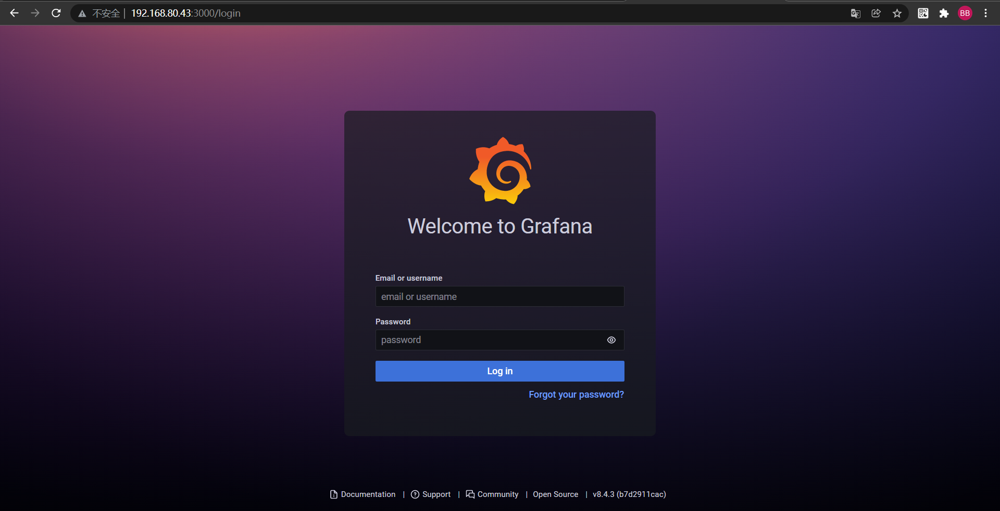 不安全 | 192.168.80.43:3000/login
BB
Welcome to Grafana
Email or username
email or username
Password
password
Log in
Forgot your password?
Documentation | Support | Community | Open Source | v8.4.3 (b7d2911cac)